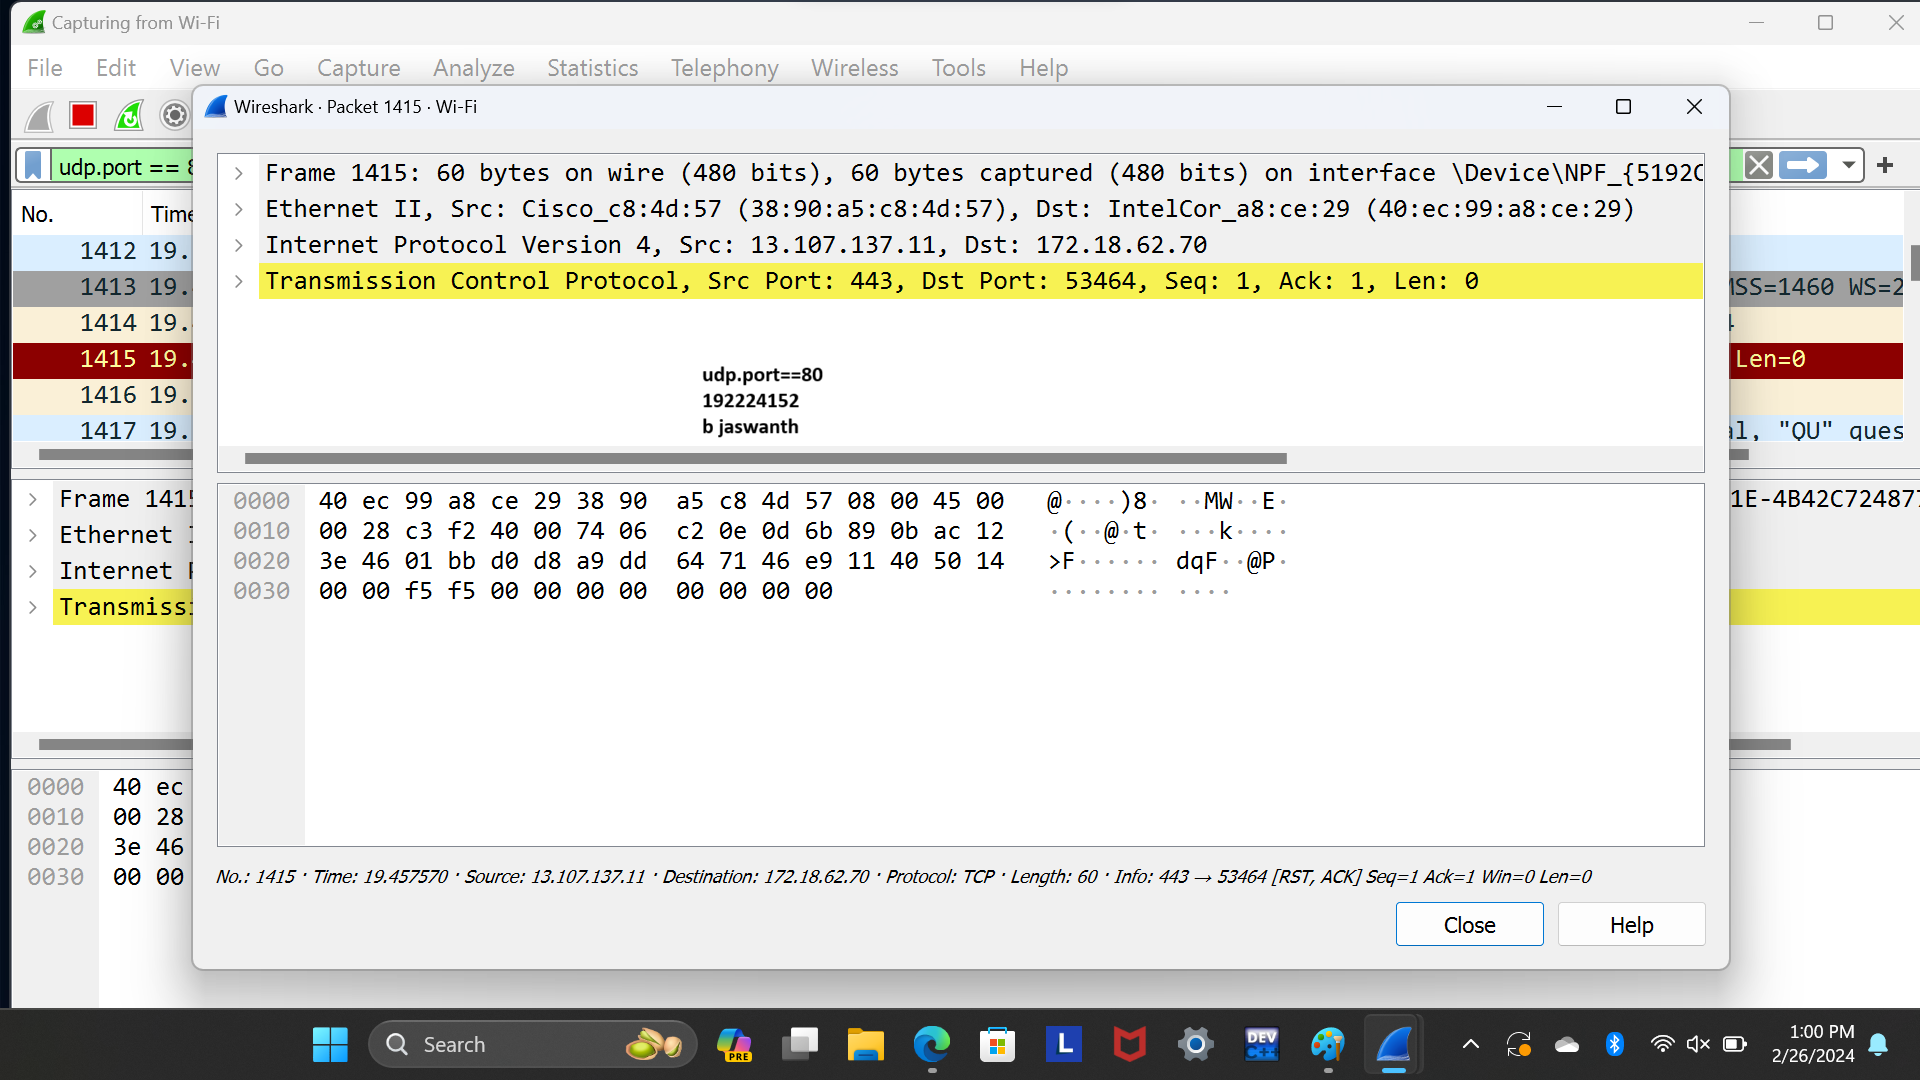 Capturing from Wi-Fi
File Edit View Go Capture Analyze Statistics Telephony Wireless Tools Help
Wireshark · Packet 1415 · Wi-Fi
udp.port == 8
No. Time
1412 19.
1413 19.
MSS=1460 WS=2
1414 19.
1415 19.
Len=0
1416 19.
1417 19.
al, "QU" ques
Frame 1415: 60 bytes on wire (480 bits), 60 bytes captured (480 bits) on interface \Device\NPF_{5192C
Ethernet II, Src: Cisco_c8:4d:57 (38:90:a5:c8:4d:57), Dst: IntelCor_a8:ce:29 (40:ec:99:a8:ce:29)
Internet Protocol Version 4, Src: 13.107.137.11, Dst: 172.18.62.70
Transmission Control Protocol, Src Port: 443, Dst Port: 53464, Seq: 1, Ack: 1, Len: 0
udp.port==80
192224152
b jaswanth
0000 40 ec 99 a8 ce 29 38 90 a5 c8 4d 57 08 00 45 00 @····)8· ··MW··E·
0010 00 28 c3 f2 40 00 74 06 c2 0e 0d 6b 89 0b ac 12 ·(··@·t· ···k····
0020 3e 46 01 bb d0 d8 a9 dd 64 71 46 e9 11 40 50 14 >F······ dqF··@P·
0030 00 00 f5 f5 00 00 00 00 00 00 00 00 ········ ····
Frame 1415
1E-4B42C72487
Ethernet I
Internet P
Transmissi
0000 40 ec
0010 00 28
0020 3e 46
0030 00 00
No.: 1415 · Time: 19.457570 · Source: 13.107.137.11 · Destination: 172.18.62.70 · Protocol: TCP · Length: 60 · Info: 443 → 53464 [RST, ACK] Seq=1 Ack=1 Win=0 Len=0
Close Help
Search
PRE
L
DEV C++
1:00 PM
2/26/2024